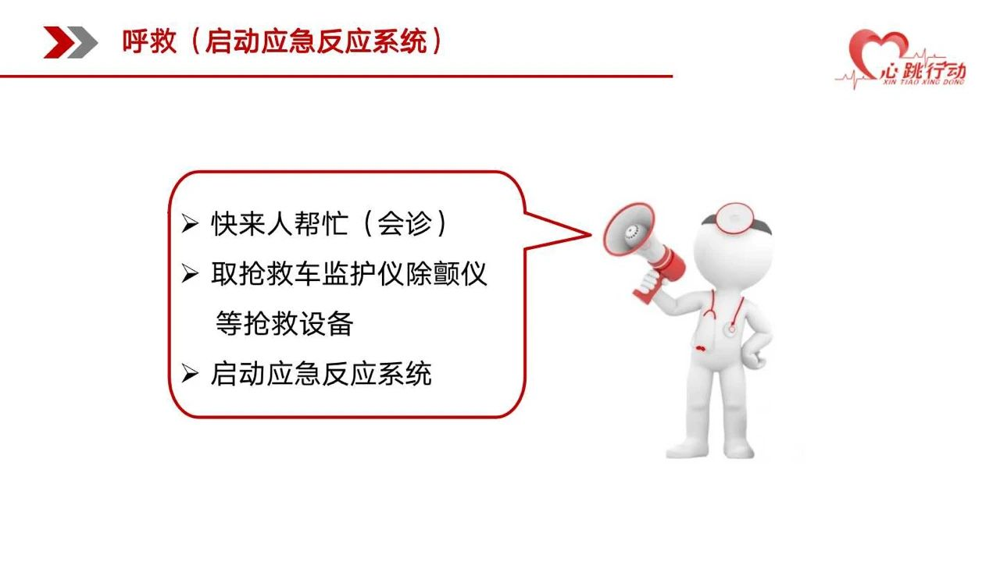 呼救（启动应急反应系统）
心跳行动
XIN TIAO XING DONG
快来人帮忙（会诊）
取抢救车监护仪除颤仪
等抢救设备
启动应急反应系统